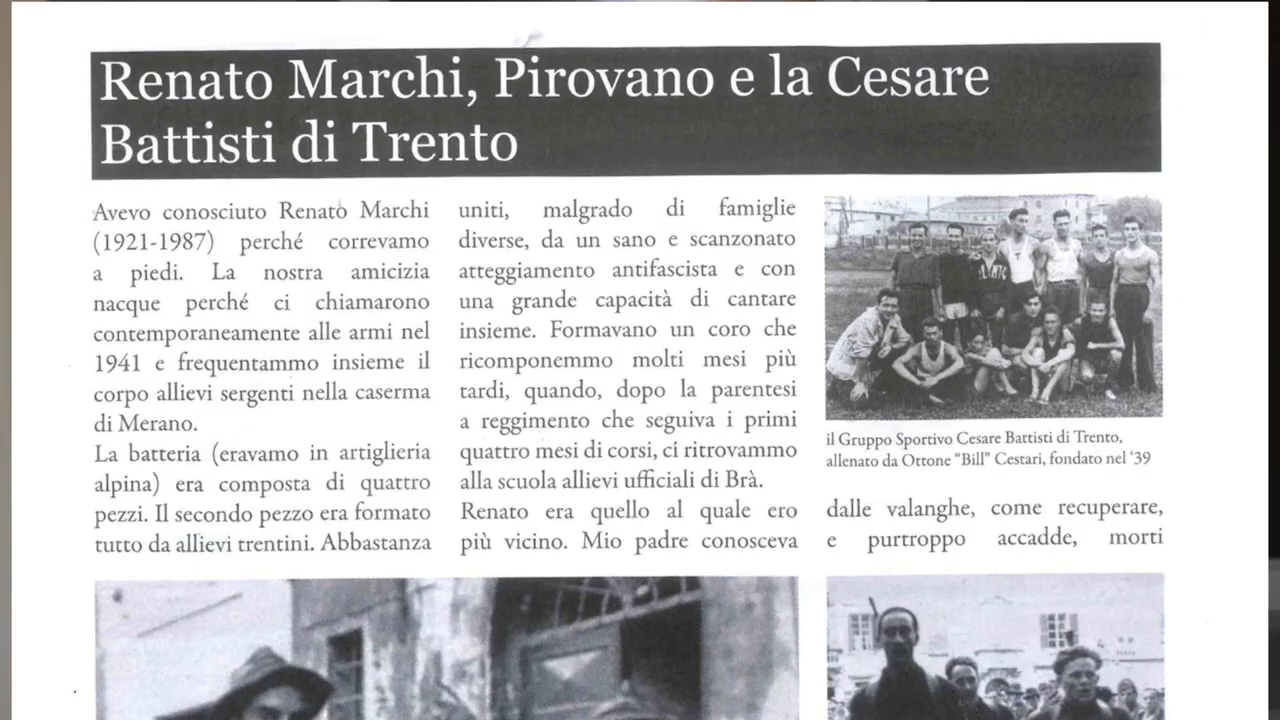 Renato Marchi, Pirovano e la Cesare
Battisti di Trento
Avevo conosciuto Renato Marchi
(1921-1987) perché correvamo
a piedi. La nostra amicizia
nacque perché ci chiamarono
contemporaneamente alle armi nel
1941 e frequentammo insieme il
corpo allievi sergenti nella caserma
di Merano.
La batteria (eravamo in artiglieria
alpina) era composta di quattro
pezzi. Il secondo pezzo era formato
tutto da allievi trentini. Abbastanza
uniti, malgrado di famiglie
diverse, da un sano e scanzonato
atteggiamento antifascista e con
una grande capacità di cantare
insieme. Formavano un coro che
ricomponemmo molti mesi più
tardi, quando, dopo la parentesi
a reggimento che seguiva i primi
quattro mesi di corsi, ci ritrovammo
alla scuola allievi ufficiali di Brà.
Renato era quello al quale ero
più vicino. Mio padre conosceva
il Gruppo Sportivo Cesare Battisti di Trento,
allenato da Ottone “Bill” Cestari, fondato nel ‘39
dalle valanghe, come recuperare,
e purtroppo accadde, morti